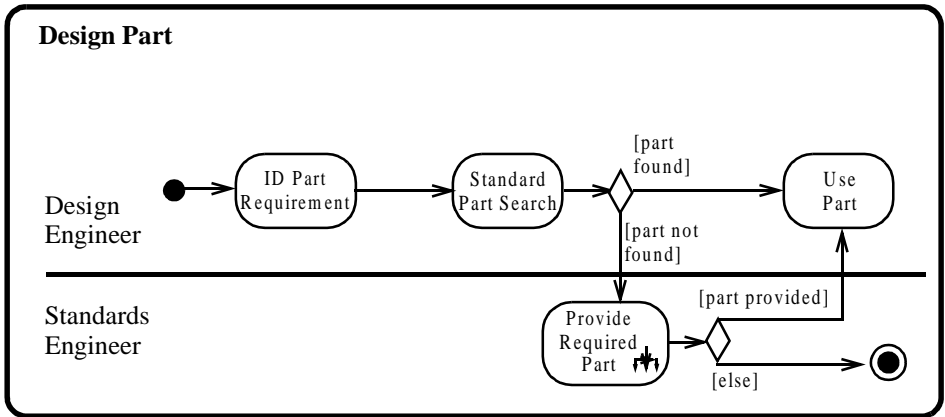 Design Part
[part
found]
ID Part
Requirement
Standard
Part Search
Use
Part
Design
Engineer
[part not
found]
[part provided]
Standards
Engineer
Provide
Required
Part
[else]